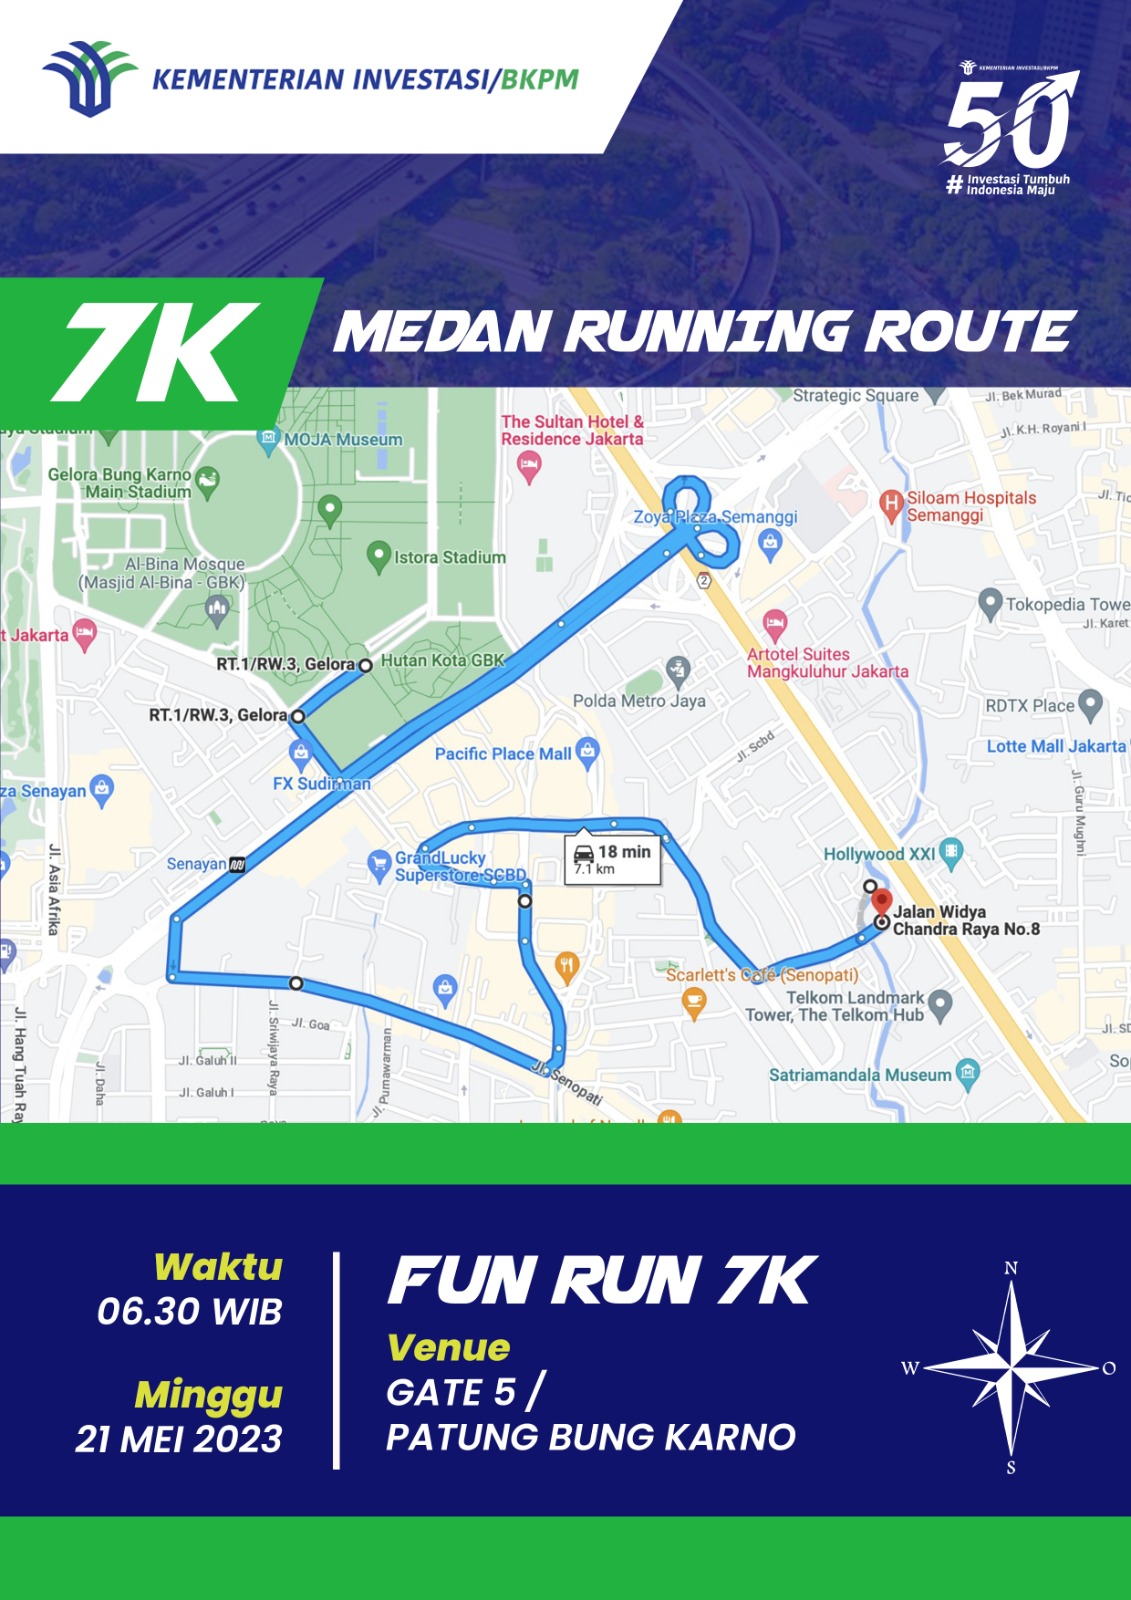 KEMENTERIAN INVESTASI/BKPM
KEMENTERIAN INVESTASI/BKPM
50
# Investasi Tumbuh
Indonesia Maju
7K
MEDAN RUNNING ROUTE
Strategic Square
Jl. Bek Murad
Jl. K.H. Royani I
The Sultan Hotel &
Residence Jakarta
MOJA Museum
Gelora Bung Karno
Main Stadium
Siloam Hospitals
Semanggi
Zoya Plaza Semanggi
Istora Stadium
Al-Bina Mosque
(Masjid Al-Bina - GBK)
2
Tokopedia Towe
Jl. Karet
t Jakarta
RT.1/RW.3, Gelora
Hutan Kota GBK
Artotel Suites
Mangkuluhur Jakarta
Polda Metro Jaya
RT.1/RW.3, Gelora
RDTX Place
Jl. Scbd
Lotte Mall Jakarta
Pacific Place Mall
FX Sudirman
za Senayan
Jl. Guru Mughni
Jl. Asia Afrika
Senayan
GrandLucky
Superstore SCBD
18 min
7.1 km
Hollywood XXI
Jalan Widya
Chandra Raya No.8
Scarlett's Café (Senopati)
Telkom Landmark
Tower, The Telkom Hub
Jl. Hang Tuah Ray
Jl. Sriwijaya Raya
Jl. Goa
Jl. Galuh II
Jl. Galuh I
Jl. Daha
Jl. Purnawarman
Jl. Senopati
Satriamandala Museum
Waktu
06.30 WIB
Minggu
21 MEI 2023
FUN RUN 7K
Venue
GATE 5 /
PATUNG BUNG KARNO
N
W
O
S